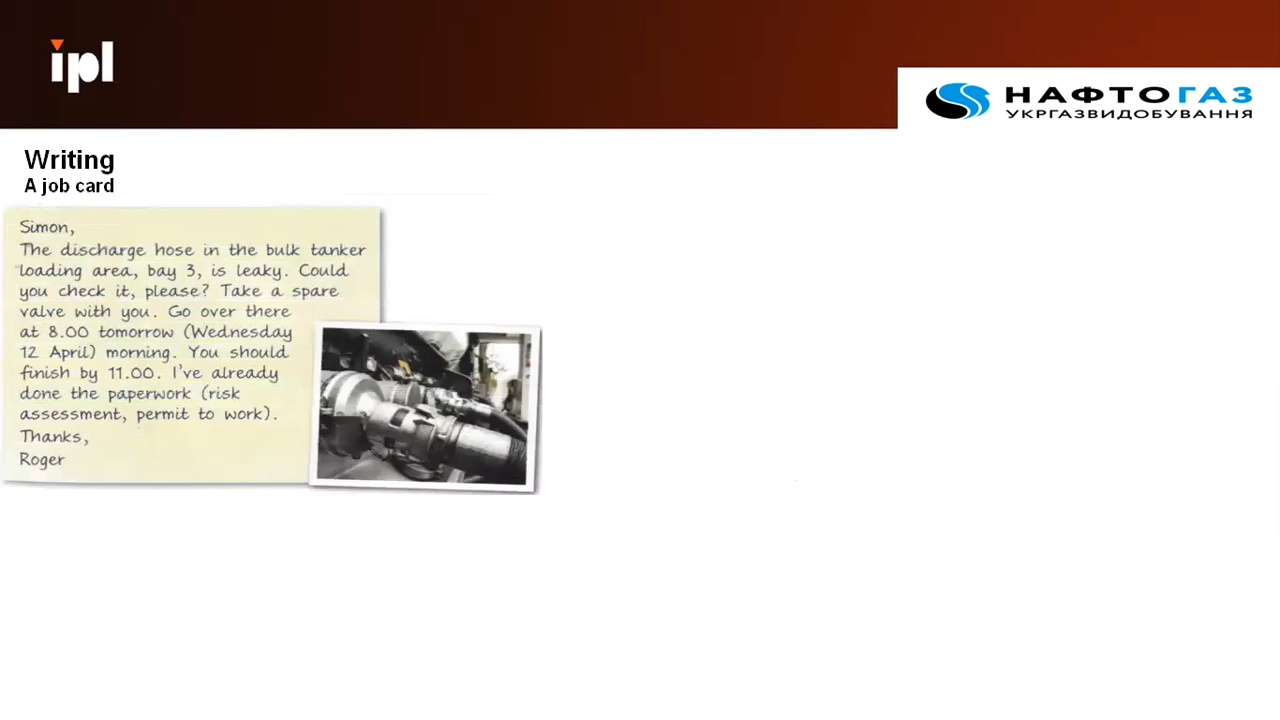 ipl
НАФТОГАЗ
УКРГАЗВИДОБУВАННЯ
Writing
A job card
Simon,
The discharge hose in the bulk tanker
loading area, bay 3, is leaky. Could
you check it, please? Take a spare
valve with you. Go over there
at 8.00 tomorrow (Wednesday
12 April) morning. You should
finish by 11.00. I've already
done the paperwork (risk
assessment, permit to work).
Thanks,
Roger